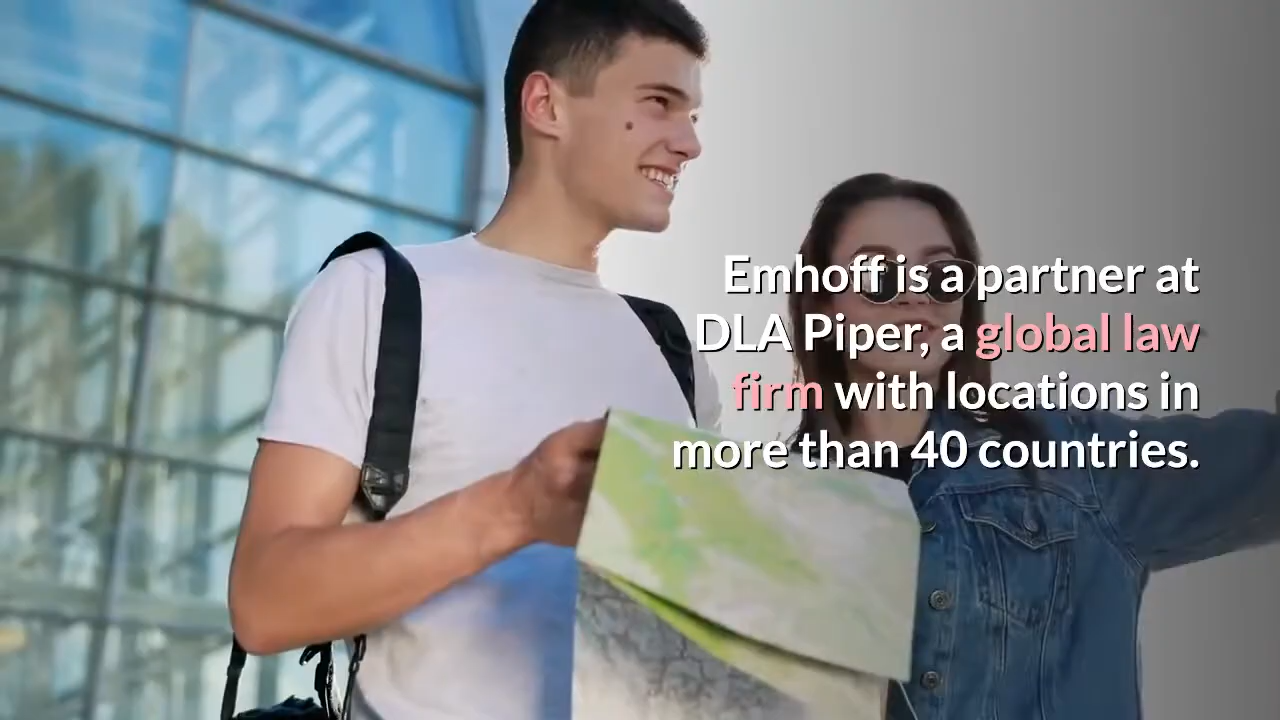 Emhoff is a partner at
DLA Piper, a global law
firm with locations in
more than 40 countries.